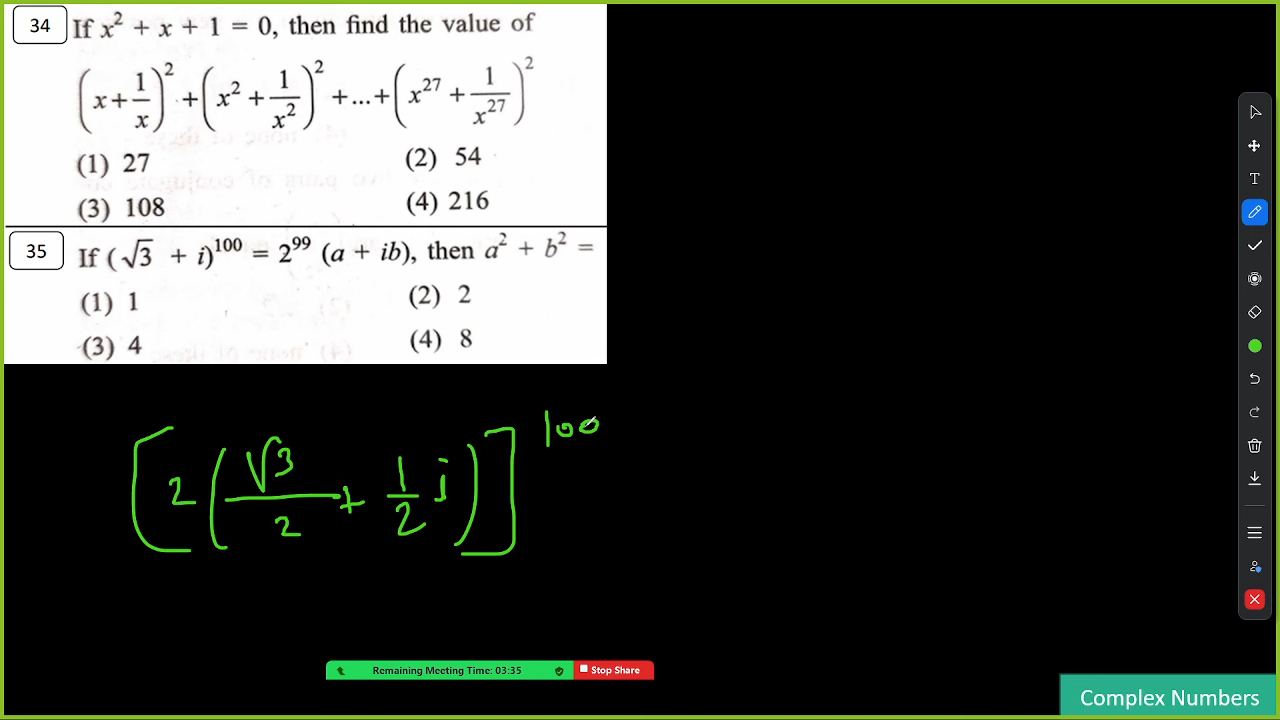 34 If x² + x + 1 = 0, then find the value of
(x + 1/x)² + (x² + 1/x²)² + ... + (x²⁷ + 1/x²⁷)²
(1) 27 (2) 54
(3) 108 (4) 216
35 If (√3 + i)¹⁰⁰ = 2⁹⁹ (a + ib), then a² + b² =
(1) 1 (2) 2
(3) 4 (4) 8
[2(√3/2 + 1/2 i)]¹⁰⁰
Remaining Meeting Time: 03:35 Stop Share
Complex Numbers